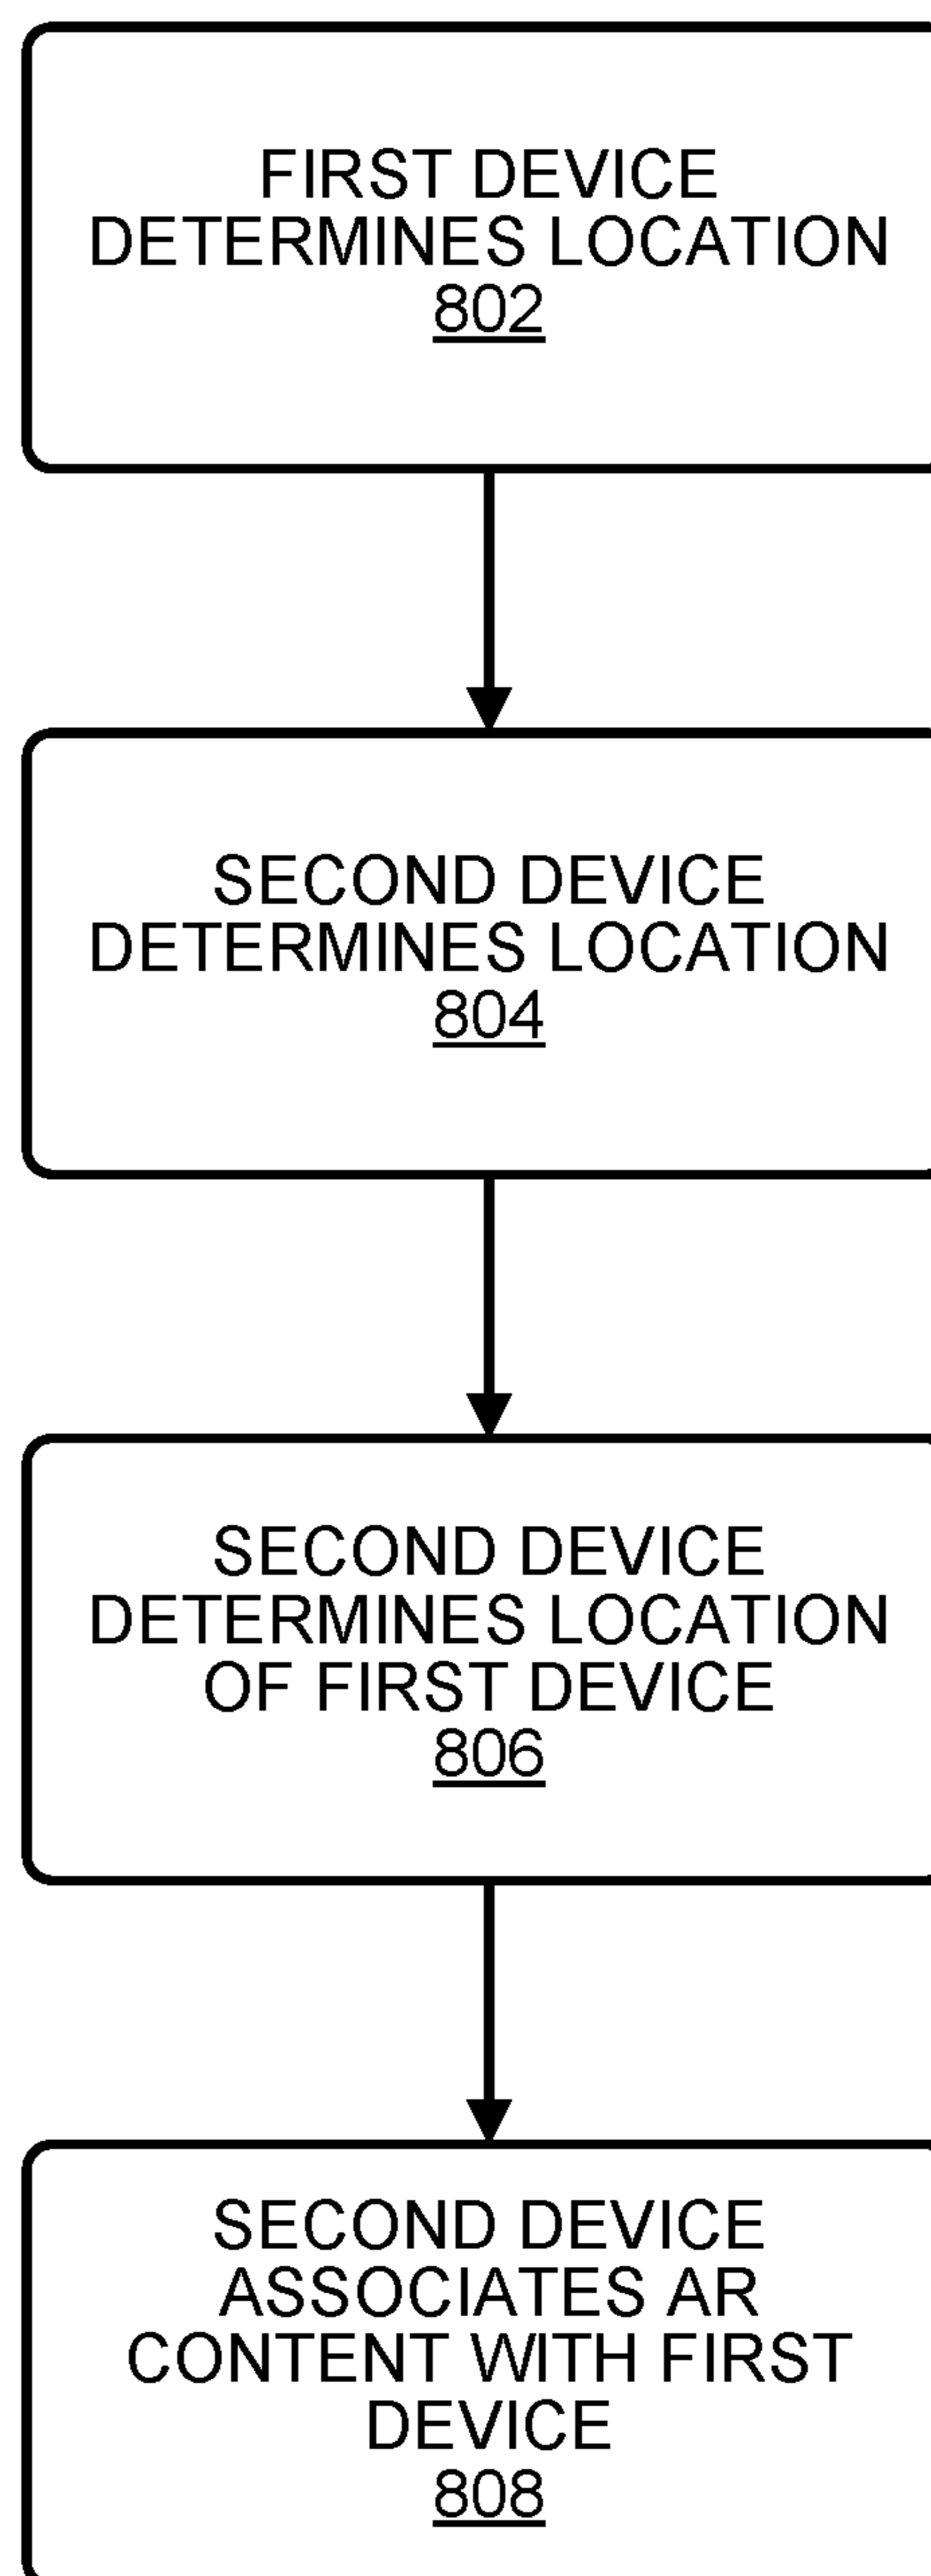 FIRST DEVICE
DETERMINES LOCATION
802
SECOND DEVICE
DETERMINES LOCATION
804
SECOND DEVICE
DETERMINES LOCATION
OF FIRST DEVICE
806
SECOND DEVICE
ASSOCIATES AR
CONTENT WITH FIRST
DEVICE
808